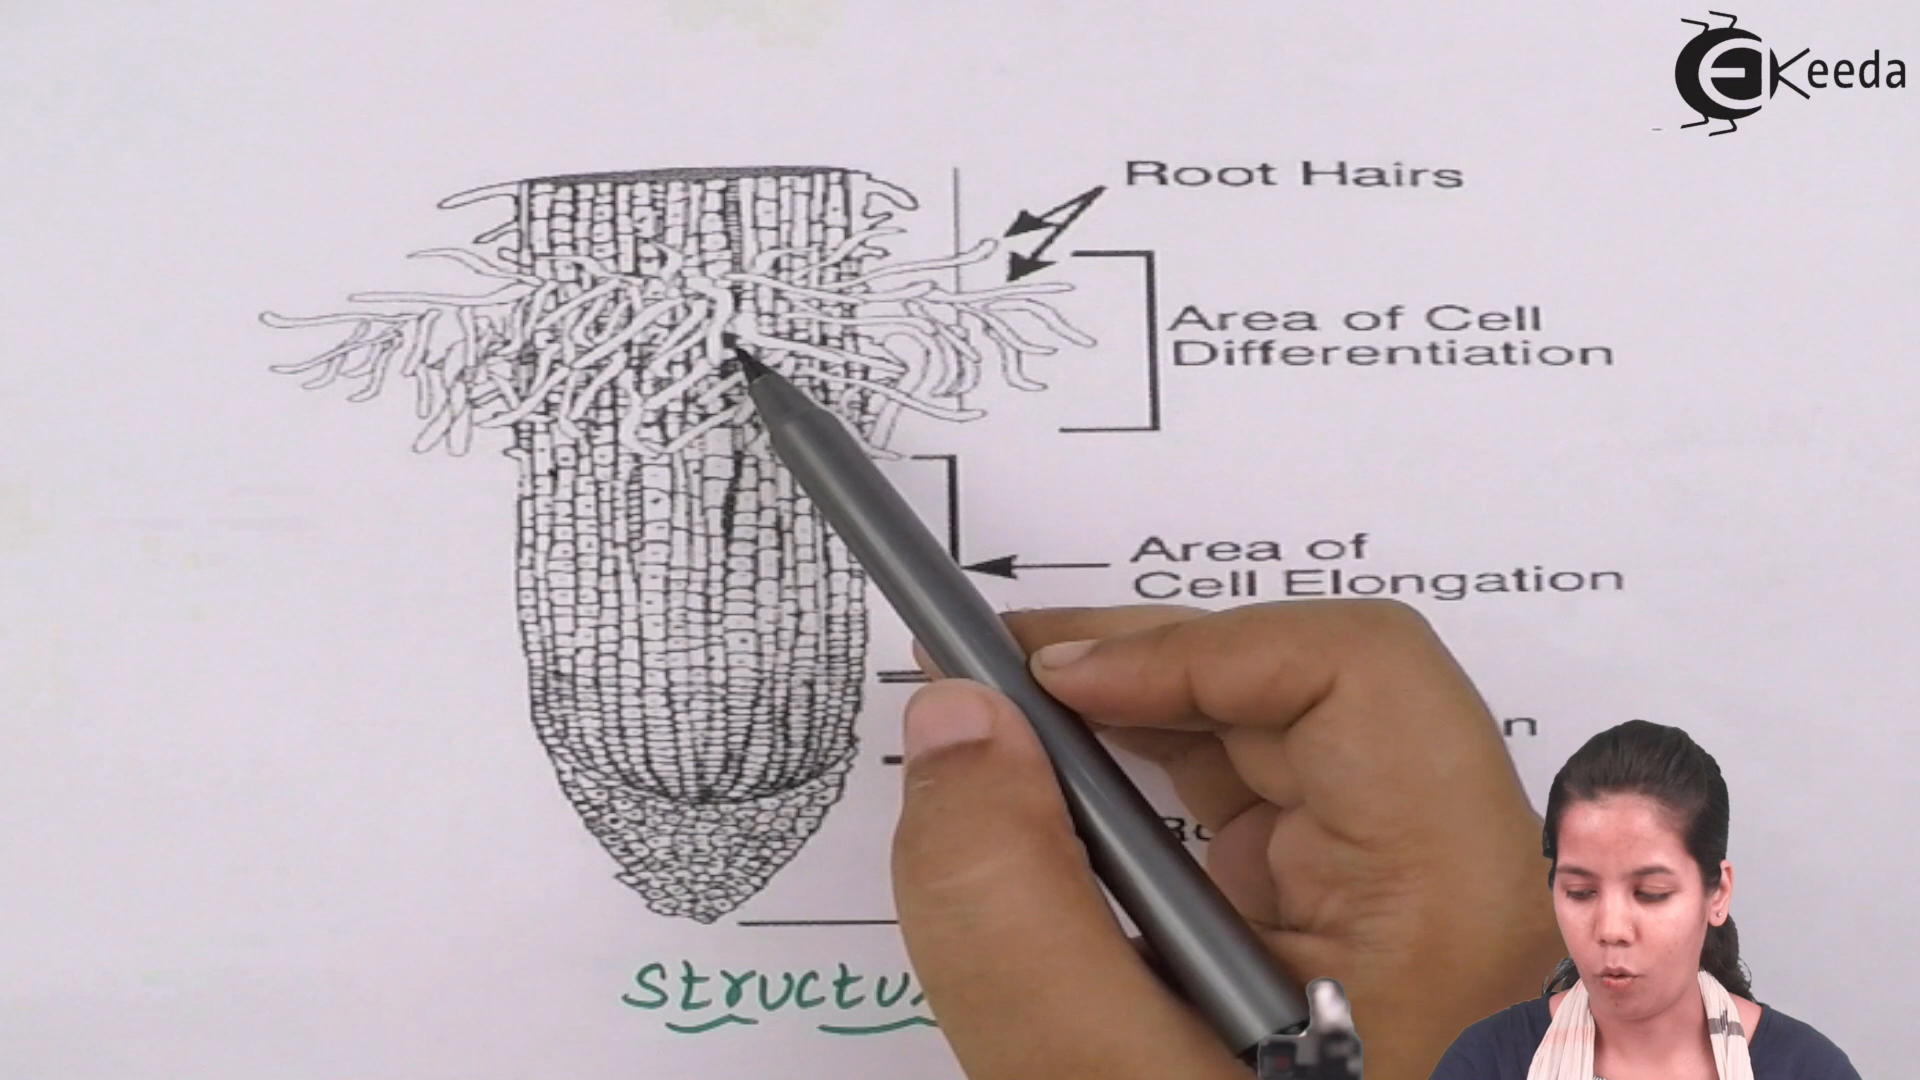 Keeda
Root Hairs
Area of Cell
Differentiation
Area of
Cell Elongation